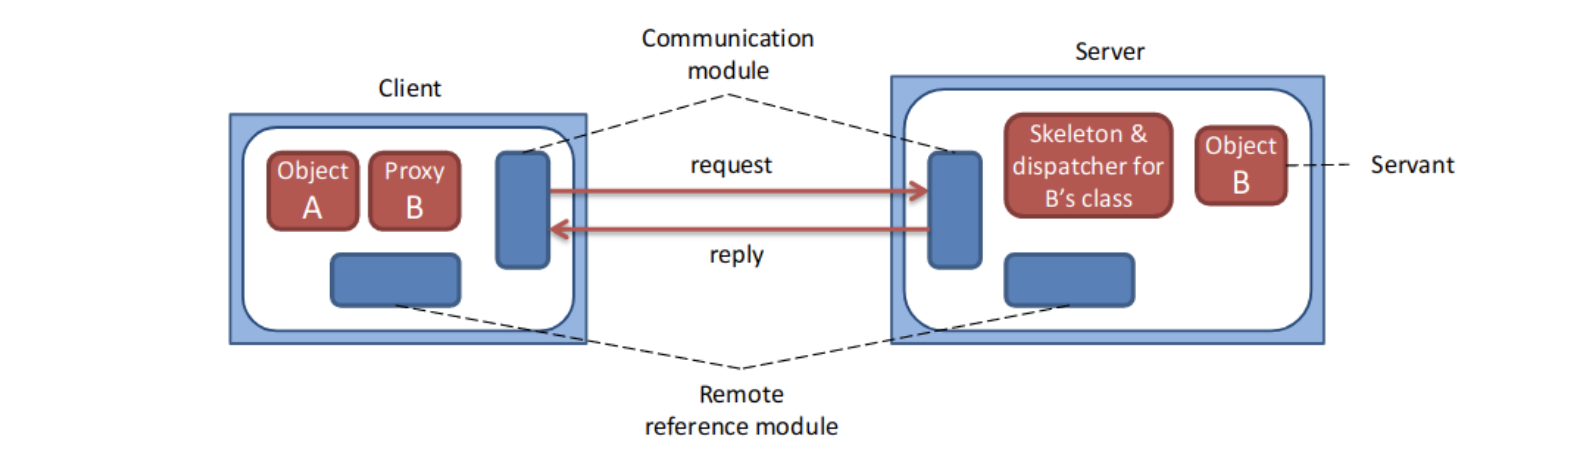 Communication
module
Server
Client
Object
A
Proxy
B
request
reply
Skeleton &
dispatcher for
B's class
Object
B
Servant
Remote
reference module